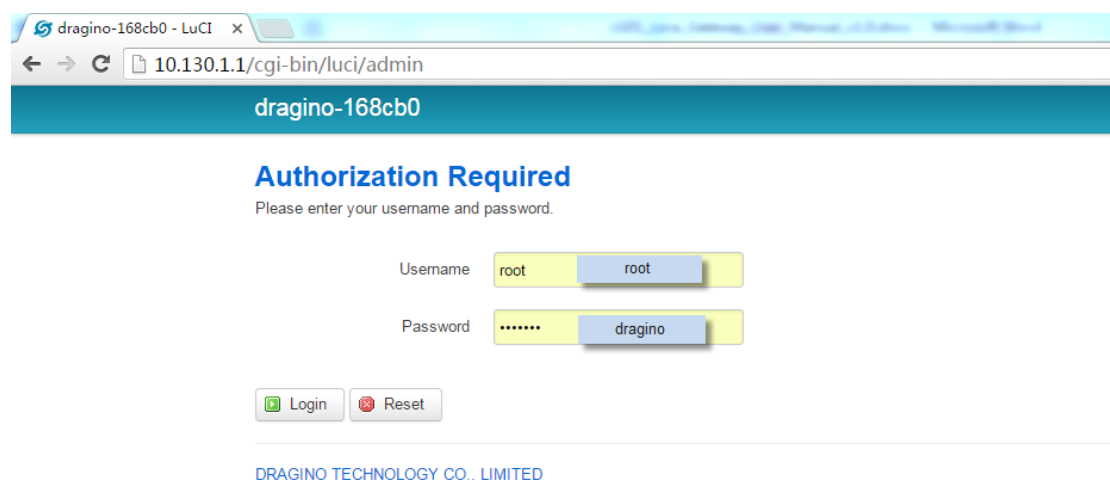 dragino-168cb0 - LuCI
10.130.1.1/cgi-bin/luci/admin
dragino-168cb0
Authorization Required
Please enter your username and password.
Username root root
Password ••••••• dragino
Login Reset
DRAGINO TECHNOLOGY CO., LIMITED